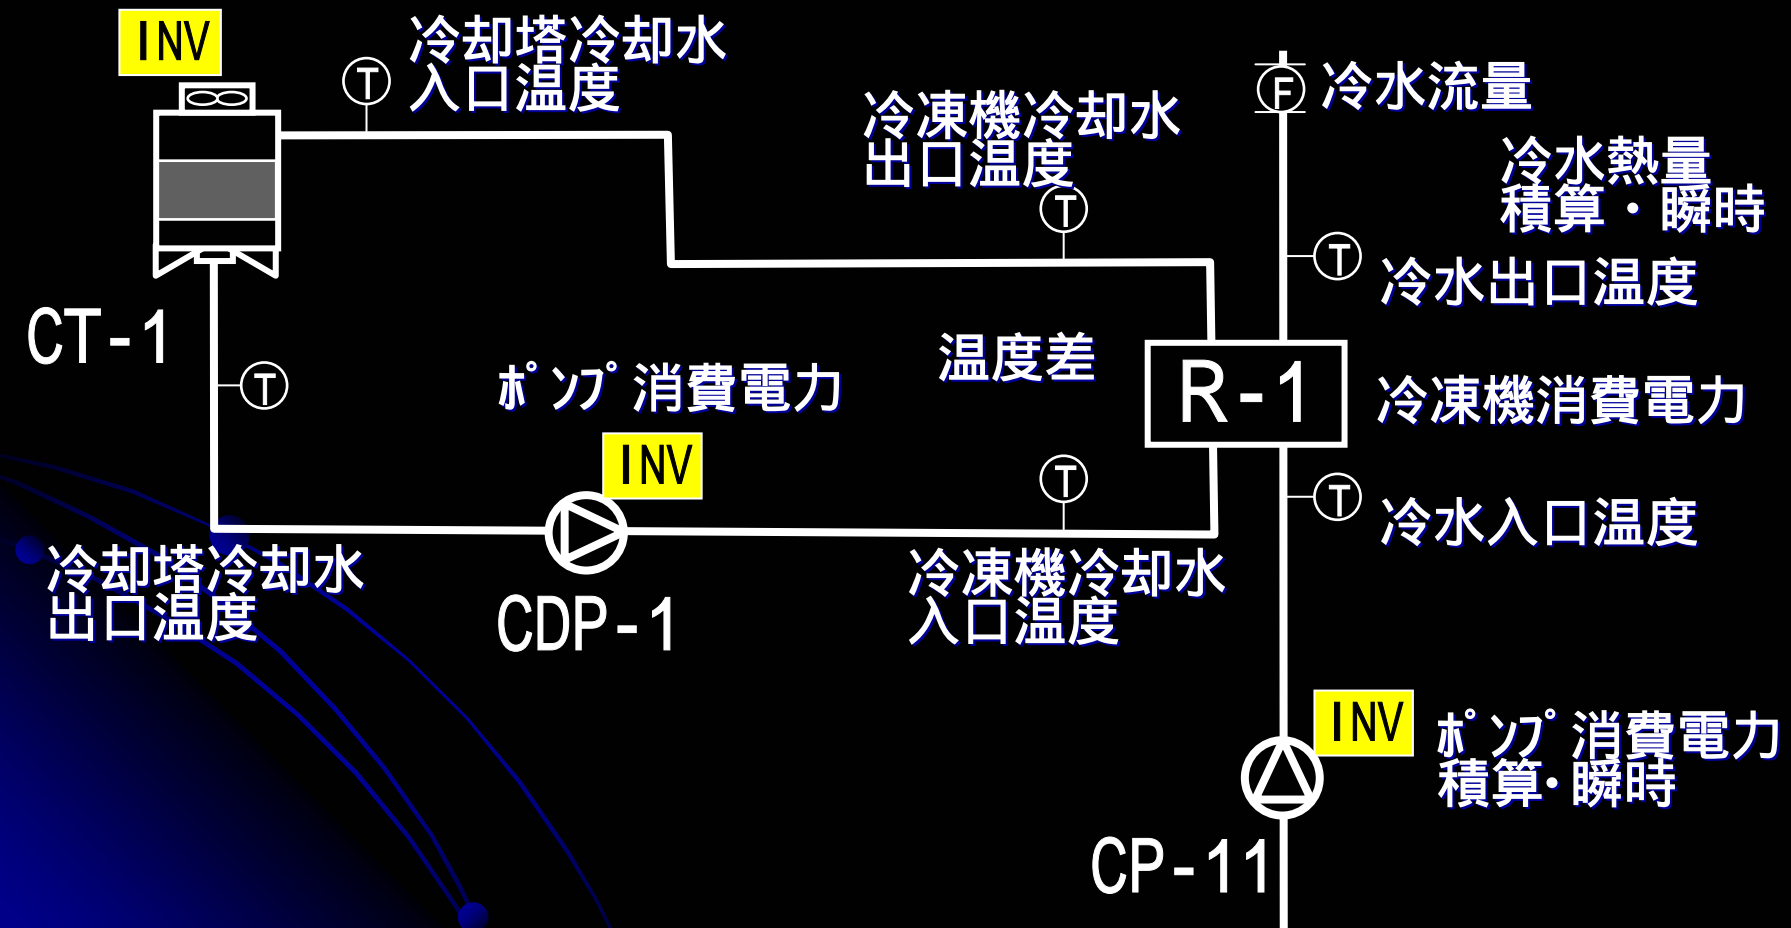 INV
冷却塔冷却水
入口温度
T
冷凍機冷却水
出口温度
T
F
冷水流量
冷水熱量
積算・瞬時
T
冷水出口温度
CT-1
T
ﾎﾟﾝﾌﾟ消費電力
INV
温度差
R-1
冷凍機消費電力
T
T
冷水入口温度
冷却塔冷却水
出口温度
CDP-1
冷凍機冷却水
入口温度
INV
ﾎﾟﾝﾌﾟ消費電力
積算･瞬時
CP-11